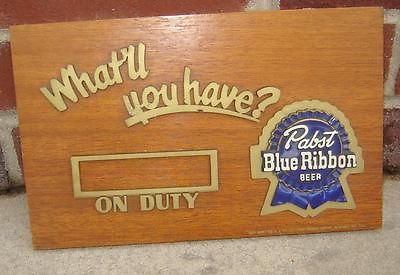 What'll
you have?
Pabst
Blue Ribbon
BEER
ON DUTY